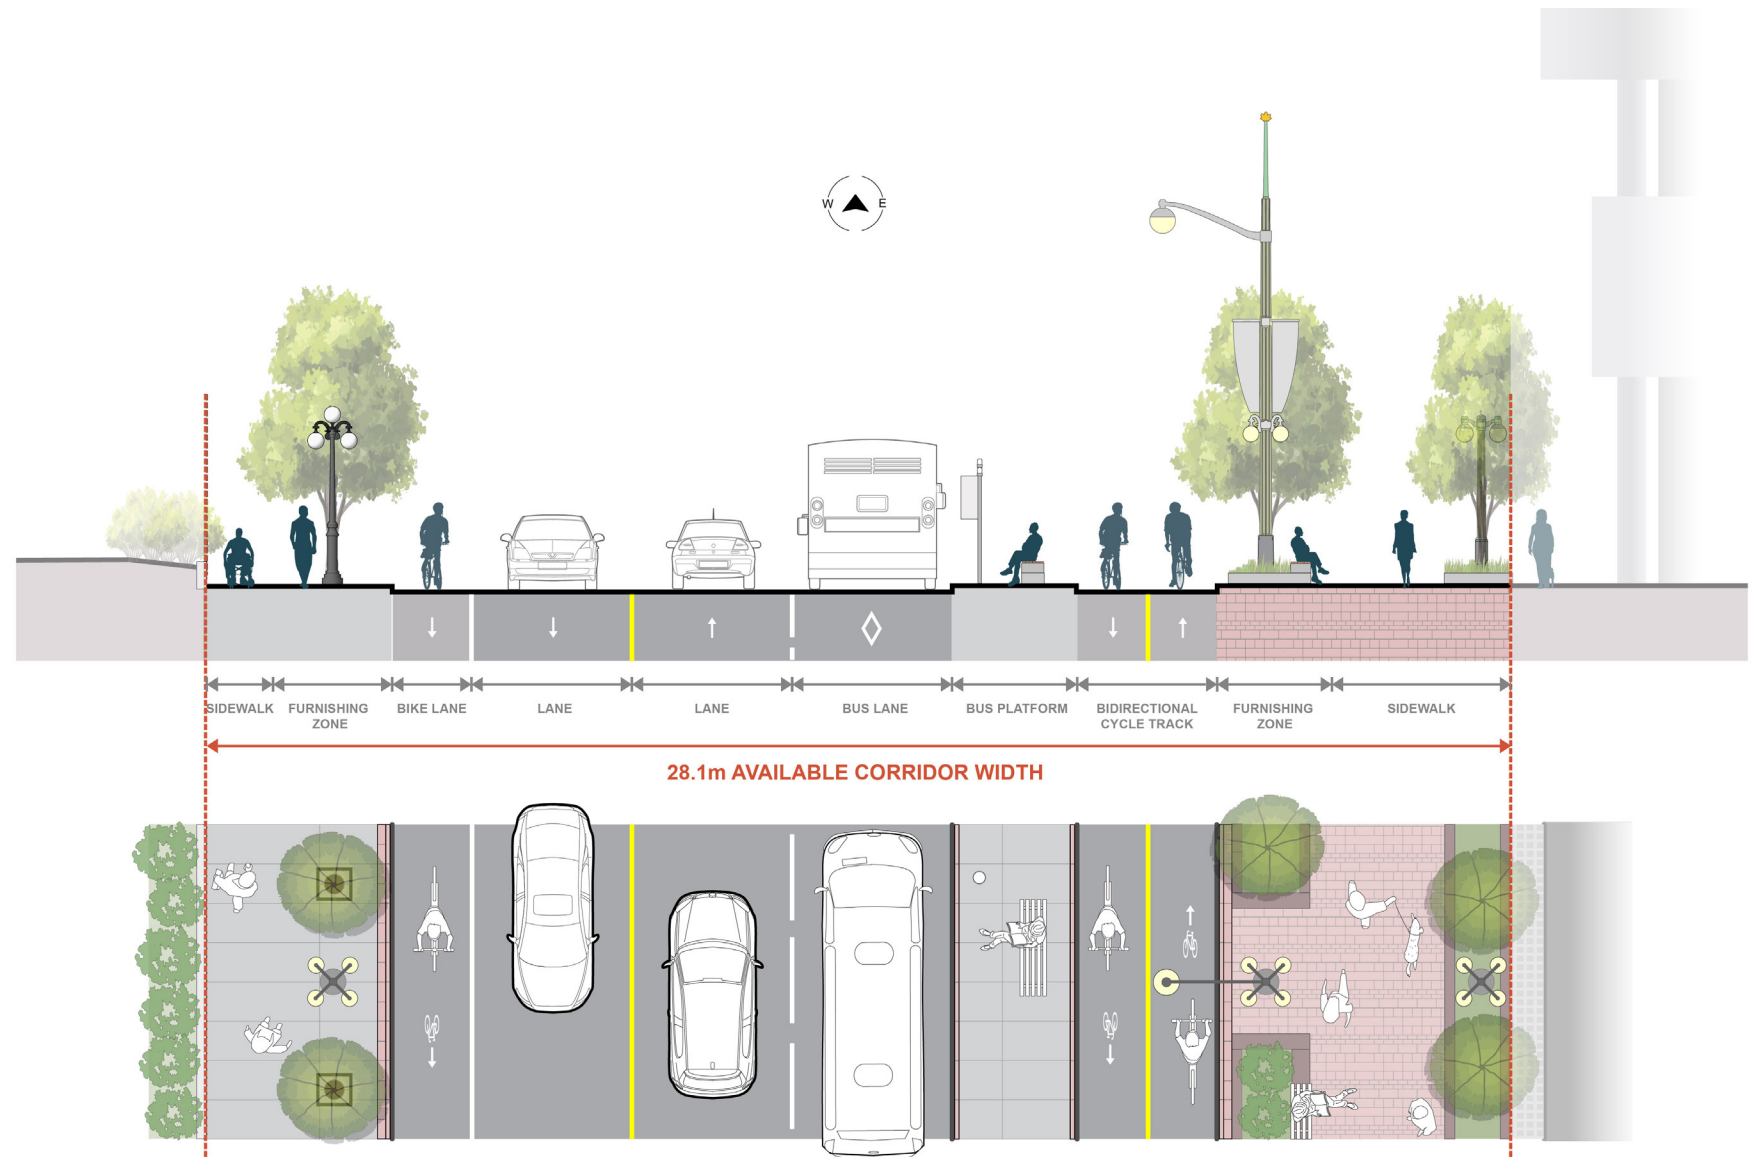 W E
SIDEWALK
FURNISHING
ZONE
BIKE LANE
LANE
LANE
BUS LANE
BUS PLATFORM
BIDIRECTIONAL
CYCLE TRACK
FURNISHING
ZONE
SIDEWALK
28.1m AVAILABLE CORRIDOR WIDTH